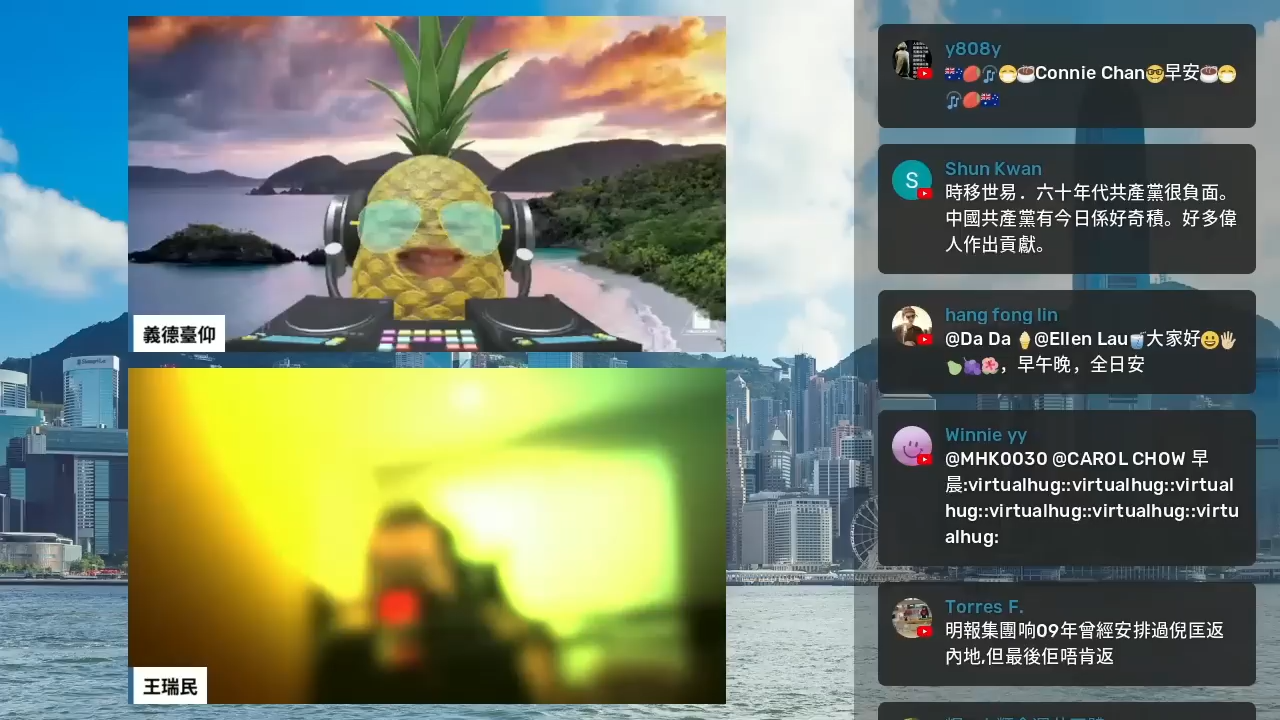 義德臺仰
王瑞民
y808y
Connie Chan早安
Shun Kwan
時移世易．六十年代共產黨很負面。
中國共產黨有今日係好奇積。好多偉
人作出貢獻。
hang fong lin
@Da Da @Ellen Lau大家好
，早午晚，全日安
Winnie yy
@MHK0030 @CAROL CHOW 早
晨:virtualhug::virtualhug::virtual
hug::virtualhug::virtualhug::virtu
alhug:
Torres F.
明報集團响09年曾經安排過倪匡返
內地,但最後佢唔肯返